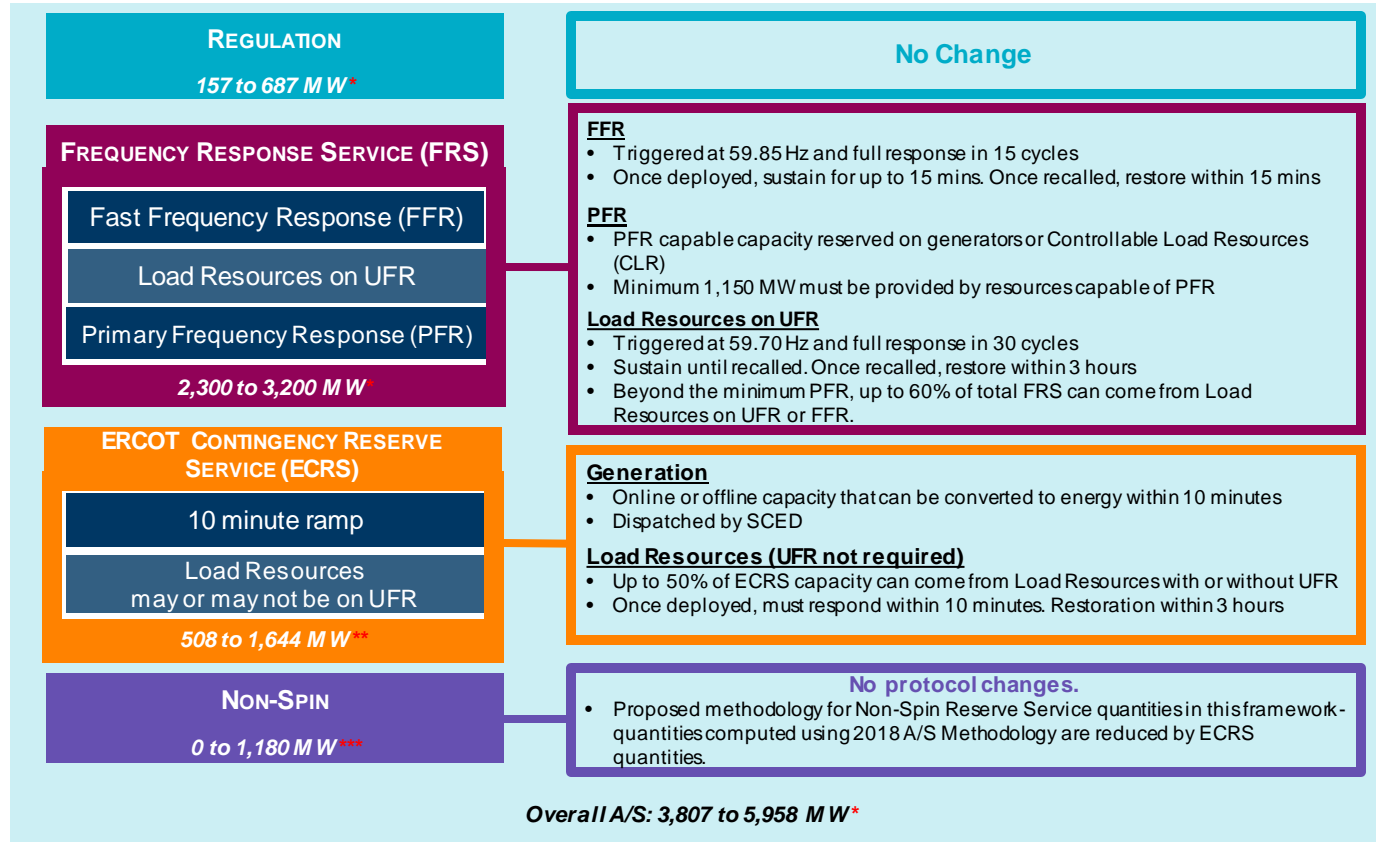 REGULATION
157 to 687 MW*
No Change
FREQUENCY RESPONSE SERVICE (FRS)
Fast Frequency Response (FFR)
Load Resources on UFR
Primary Frequency Response (PFR)
2,300 to 3,200 MW*
FFR
• Triggered at 59.85 Hz and full response in 15 cycles
• Once deployed, sustain for up to 15 mins. Once recalled, restore within 15 mins
PFR
• PFR capable capacity reserved on generators or Controllable Load Resources
(CLR)
• Minimum 1,150 MW must be provided by resources capable of PFR
Load Resources on UFR
• Triggered at 59.70 Hz and full response in 30 cycles
• Sustain until recalled. Once recalled, restore within 3 hours
• Beyond the minimum PFR, up to 60% of total FRS can come from Load
Resources on UFR or FFR.
ERCOT CONTINGENCY RESERVE
SERVICE (ECRS)
10 minute ramp
Load Resources
may or may not be on UFR
508 to 1,644 MW**
Generation
• Online or offline capacity that can be converted to energy within 10 minutes
• Dispatched by SCED
Load Resources (UFR not required)
• Up to 50% of ECRS capacity can come from Load Resources with or without UFR
• Once deployed, must respond within 10 minutes. Restoration within 3 hours
NON-SPIN
0 to 1,180 MW***
No protocol changes.
• Proposed methodology for Non-Spin Reserve Service quantities in this framework-
quantities computed using 2018 A/S Methodology are reduced by ECRS
quantities.
Overall A/S: 3,807 to 5,958 MW*